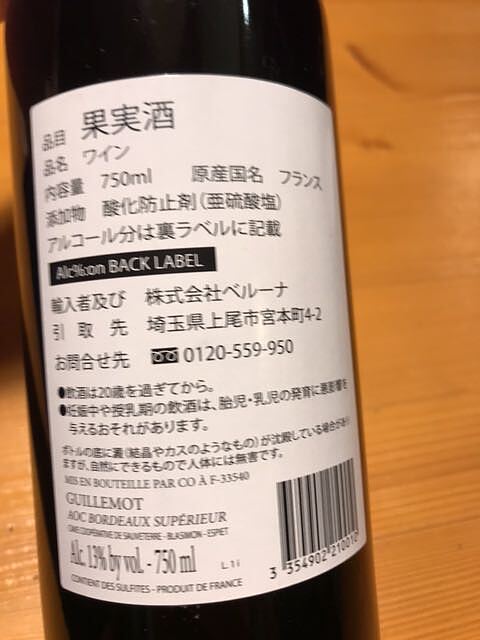 品目 果実酒
品名 ワイン
内容量 750ml 原産国名 フランス
添加物 酸化防止剤(亜硫酸塩)
アルコール分は裏ラベルに記載
Alc%:on BACK LABEL
輸入者及び 株式会社ベルーナ
引取先 埼玉県上尾市宮本町4-2
お問合せ先 0120-559-950
●飲酒は20歳を過ぎてから。
●妊娠中や授乳期の飲酒は、胎児・乳児の発育に悪影響を
与えるおそれがあります。
ボトルの底に澱(結晶やカスのようなもの)が沈殿している場合があり
ますが、自然にできるもので人体には無害です。
MIS EN BOUTEILLE PAR CO À F-33540
GUILLEMOT
AOC BORDEAUX SUPÉRIEUR
CAVE COOPÉRATIVE DE SAUVETERRE - BLASIMON - ESPIET
Alc. 13% by vol. - 750 ml L1i
CONTIENT DES SULFITES - PRODUIT DE FRANCE
3 354902 210010